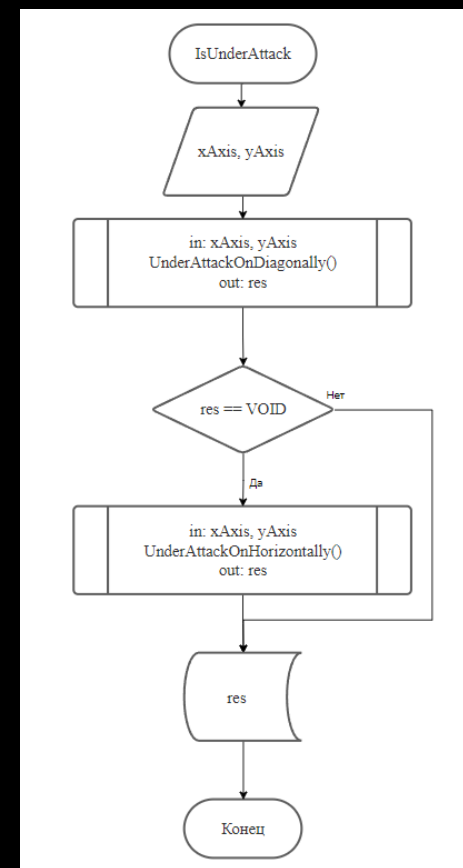 IsUnderAttack
xAxis, yAxis
in: xAxis, yAxis
UnderAttackOnDiagonally()
out: res
res == VOID
Нет
Да
in: xAxis, yAxis
UnderAttackOnHorizontally()
out: res
res
Конец